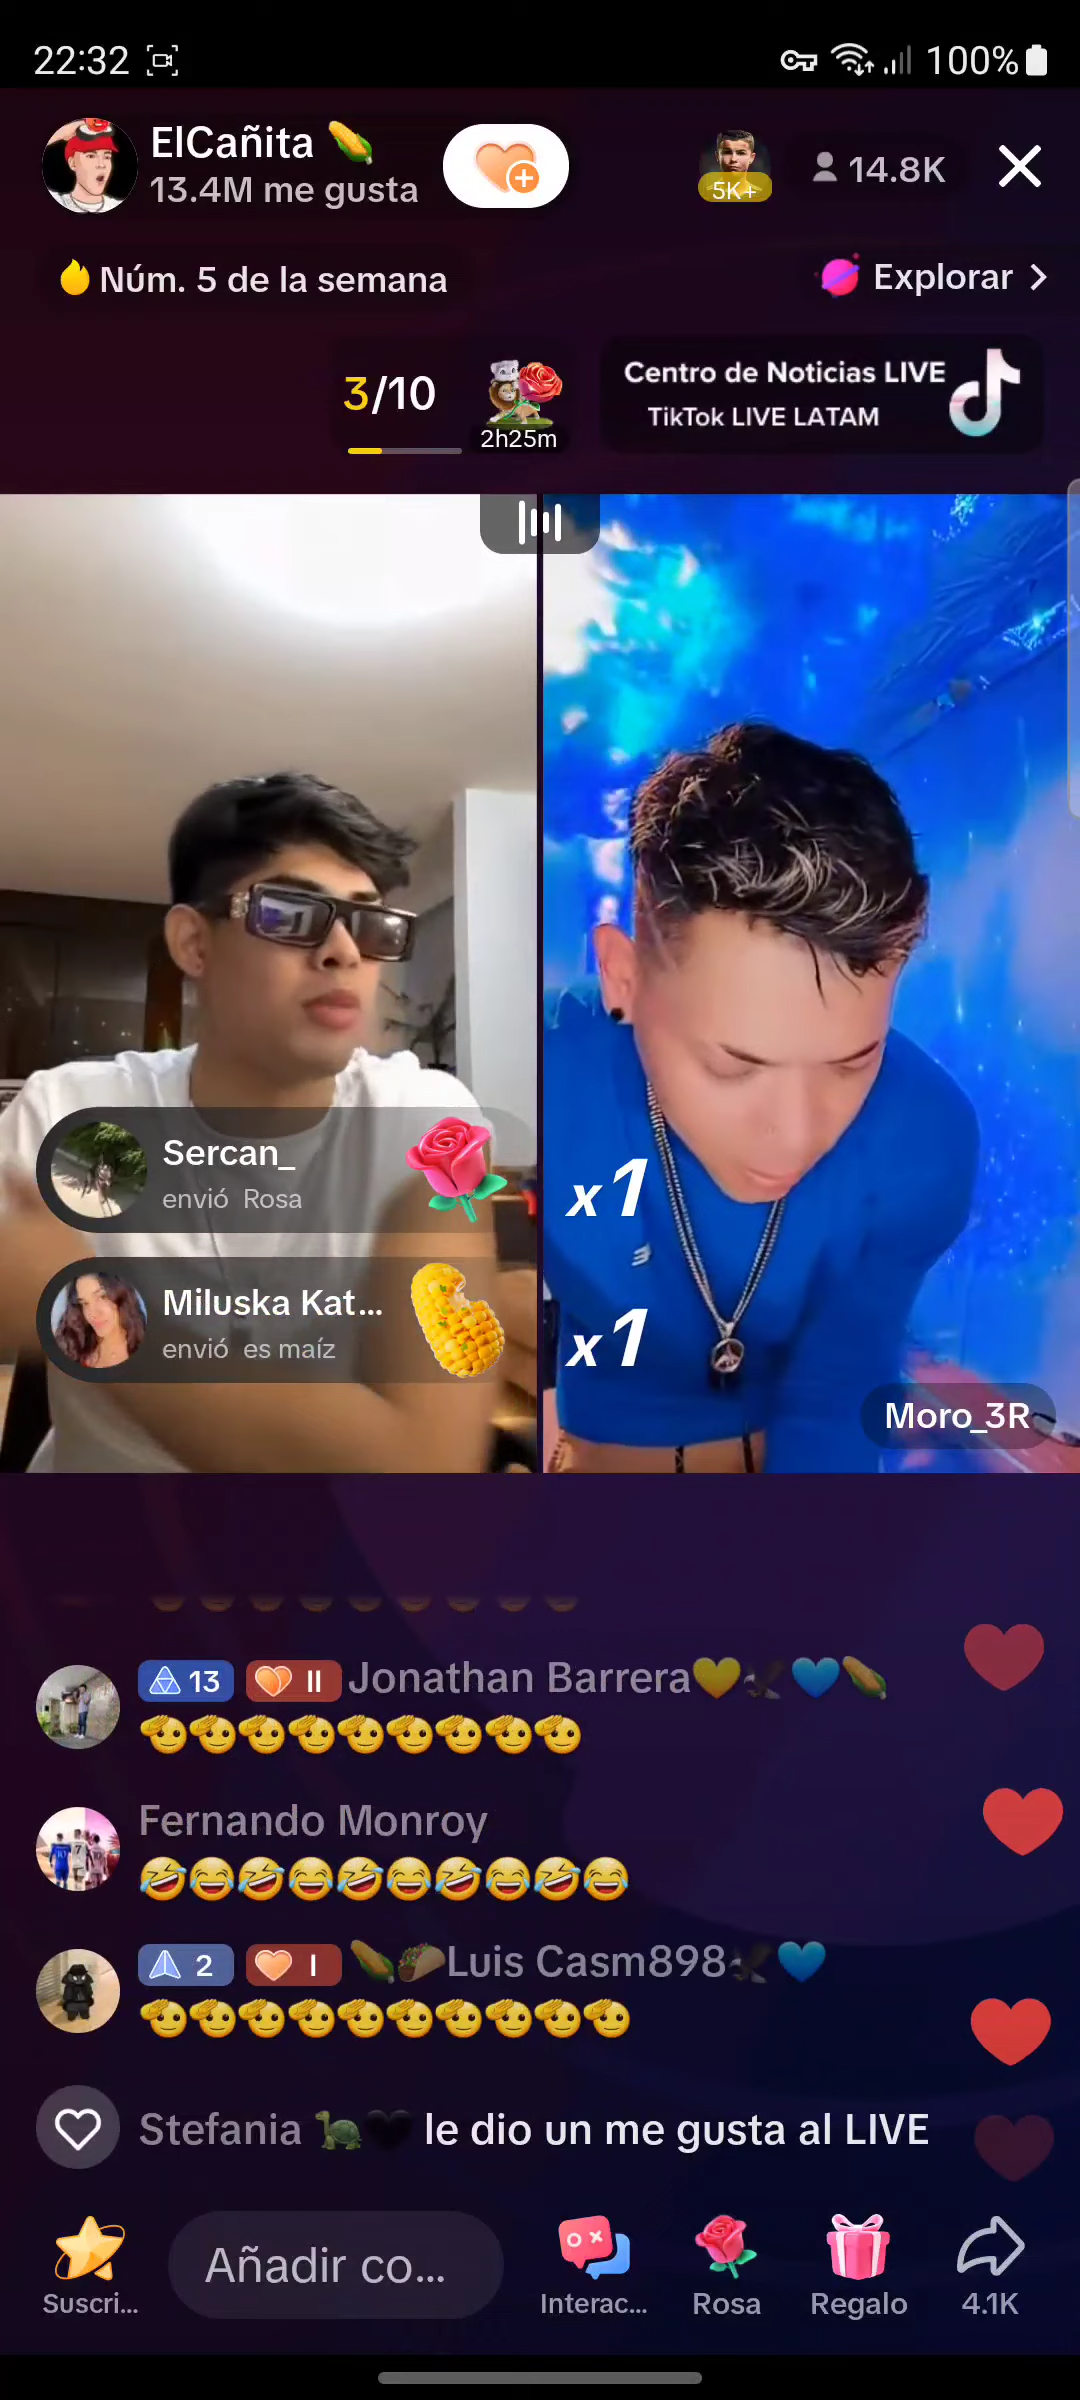 22:32
100%
ElCañita 🌽
13.4M me gusta
5K+
14.8K
Núm. 5 de la semana
Explorar
3/10
2h25m
Centro de Noticias LIVE
TikTok LIVE LATAM
Sercan_
envió Rosa
x1
Miluska Kat...
envió es maíz
x1
Moro_3R
13 II Jonathan Barrera💛🦅💙🌽
🫡🫡🫡🫡🫡🫡🫡🫡🫡
Fernando Monroy
🤣😂🤣😂🤣😂🤣😂🤣😂
2 I 🌽🌮Luis Casm898🦅💙
🫡🫡🫡🫡🫡🫡🫡🫡🫡🫡
Stefania 🐢🖤 le dio un me gusta al LIVE
Suscri...
Añadir co...
Interac...
Rosa
Regalo
4.1K